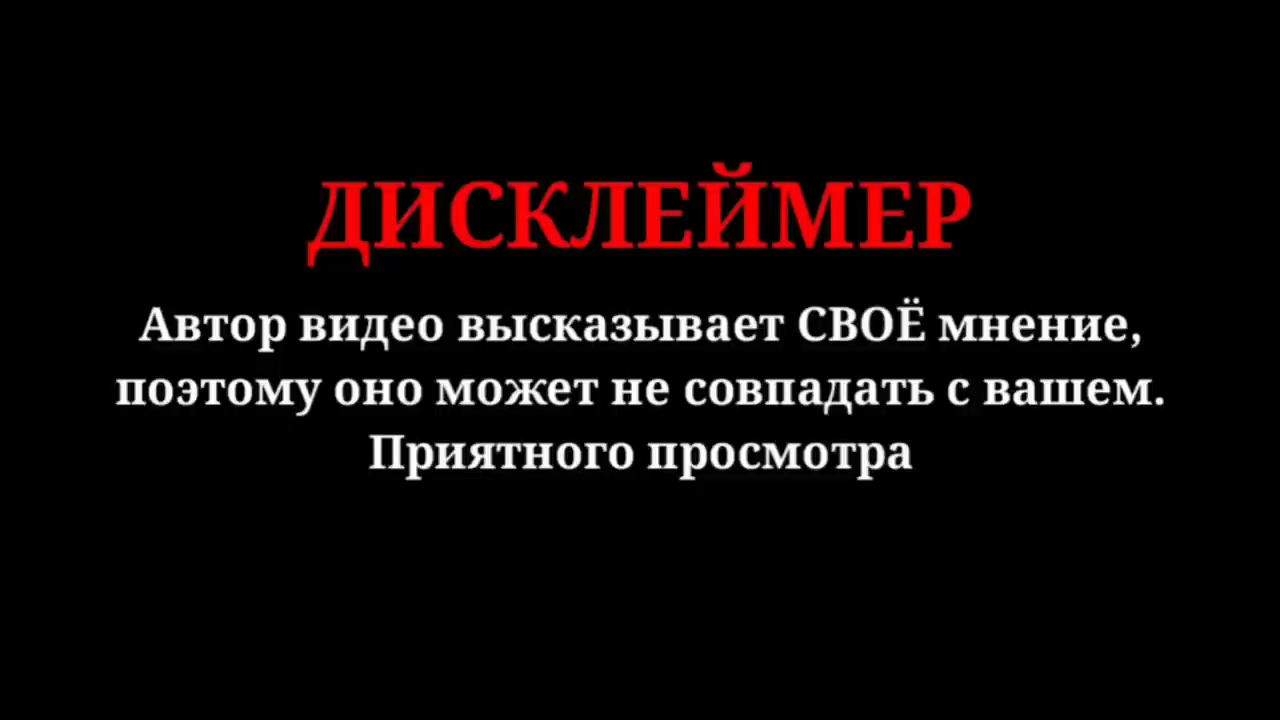 ДИСКЛЕЙМЕР
Автор видео высказывает СВОЁ мнение,
поэтому оно может не совпадать с вашем.
Приятного просмотра